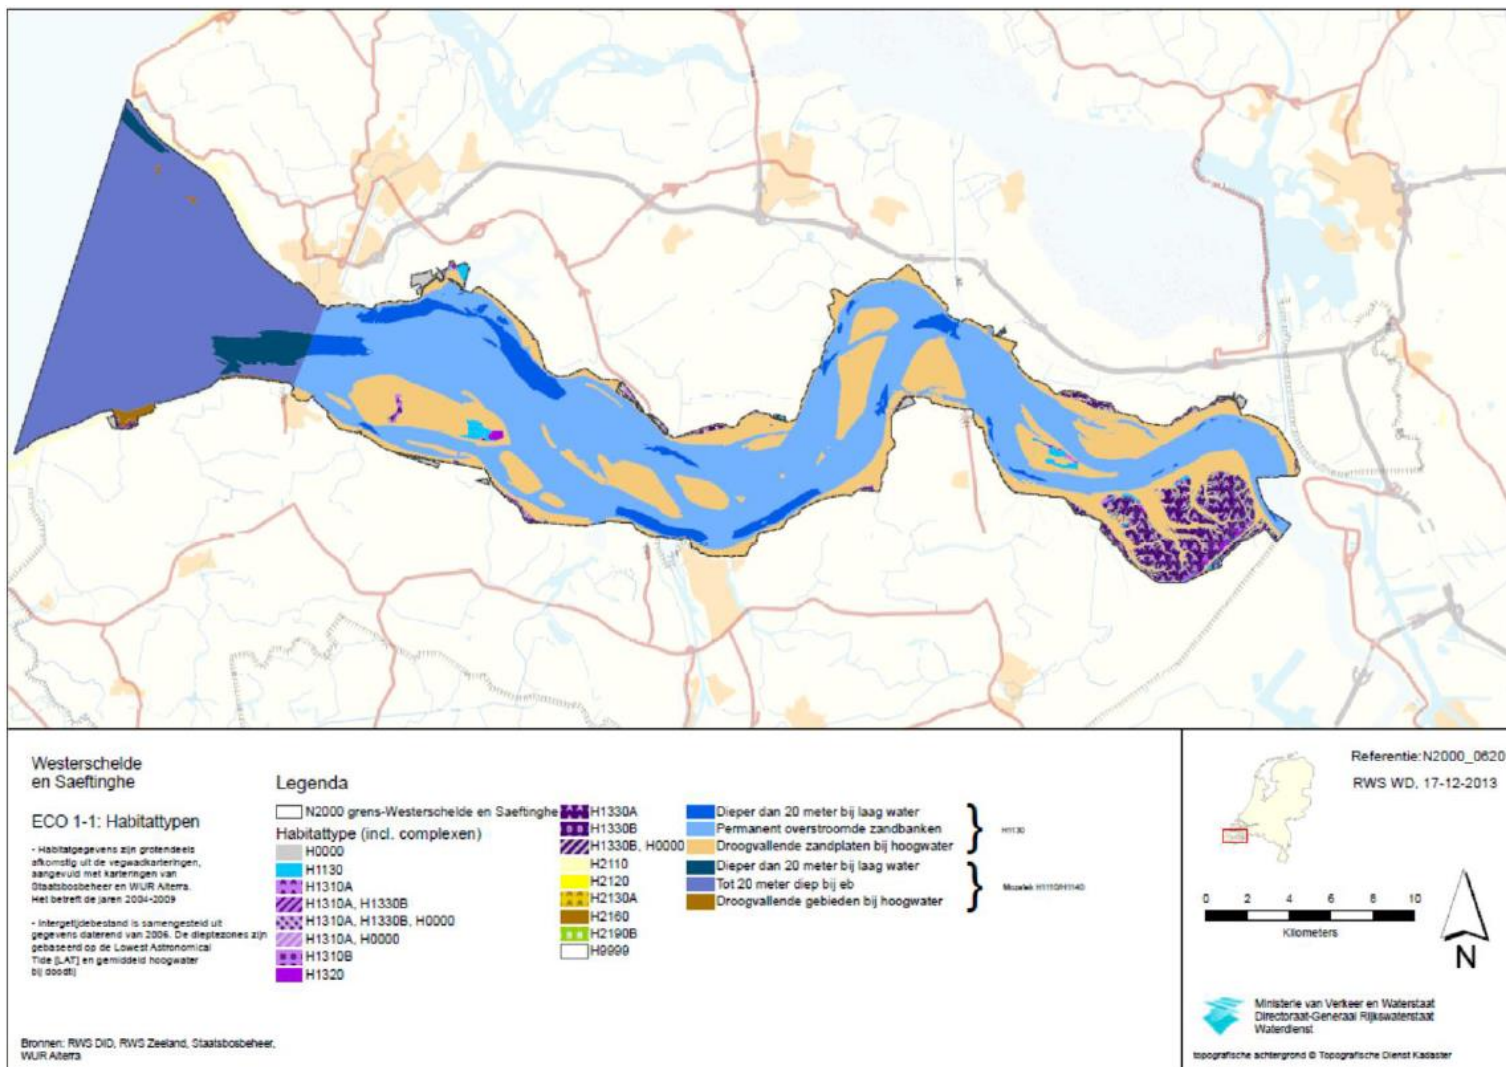 Westerschelde
en Saeftinghe
ECO 1-1: Habitattypen
- Habitatgegevens zijn grotendeels
afkomstig uit de vegwadkarteringen,
aangevuld met karteringen van
Staatsbosbeheer en WUR Alterra.
Het betreft de jaren 2004-2009
- Intergetijdebestand is samengesteld uit
gegevens daterend van 2006. De dieptezones zijn
gebaseerd op de Lowest Astronomical
Tide [LAT] en gemiddeld hoogwater
bij doodtij
Bronnen: RWS DID, RWS Zeeland, Staatsbosbeheer,
WUR Alterra
Legenda
N2000 grens-Westerschelde en Saeftinghe
Habitattype (incl. complexen)
H0000
H1130
H1310A
H1310A, H1330B
H1310A, H1330B, H0000
H1310A, H0000
H1310B
H1320
H1330A
H1330B
H1330B, H0000
H2110
H2120
H2130A
H2160
H2190B
H9999
Dieper dan 20 meter bij laag water
Permanent overstroomde zandbanken
Droogvallende zandplaten bij hoogwater
H1130
Dieper dan 20 meter bij laag water
Tot 20 meter diep bij eb
Droogvallende gebieden bij hoogwater
Mozaïek H1110/H1140
Referentie:N2000_0620
RWS WD, 17-12-2013
0 2 4 6 8 10
Kilometers
N
Ministerie van Verkeer en Waterstaat
Directoraat-Generaal Rijkswaterstaat
Waterdienst
topografische achtergrond © Topografische Dienst Kadaster